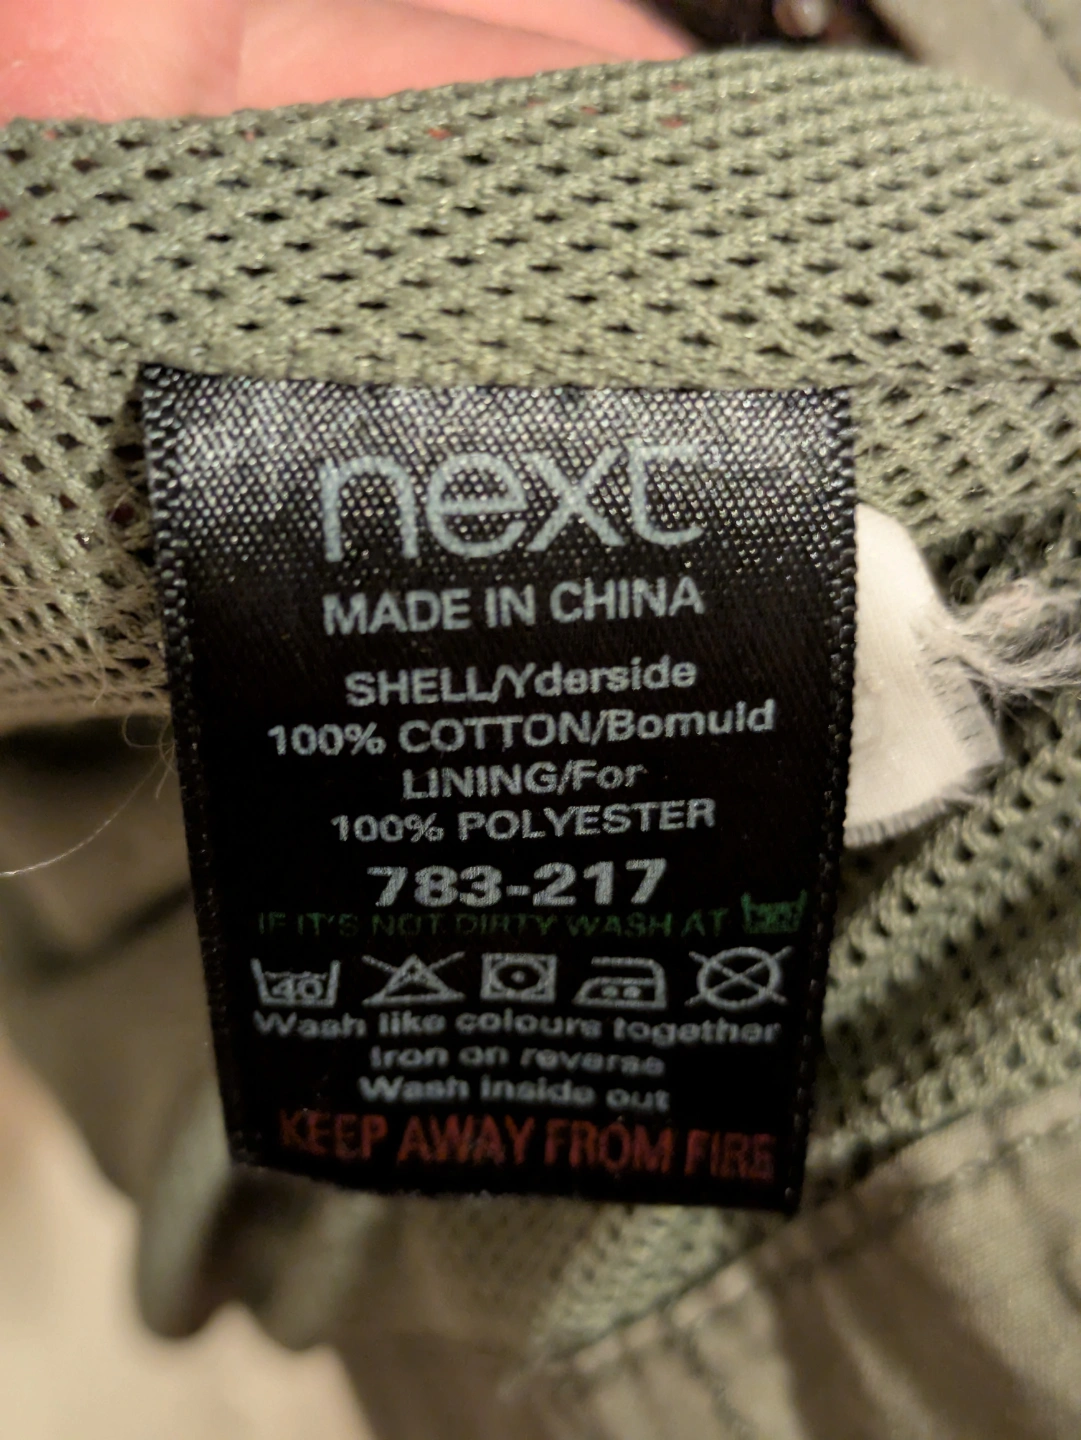 next
MADE IN CHINA
SHELL/Yderside
100% COTTON/Bomuld
LINING/For
100% POLYESTER
783-217
IF IT'S NOT DIRTY WASH AT
40
Wash like colours together
Iron on reverse
Wash inside out
KEEP AWAY FROM FIRE